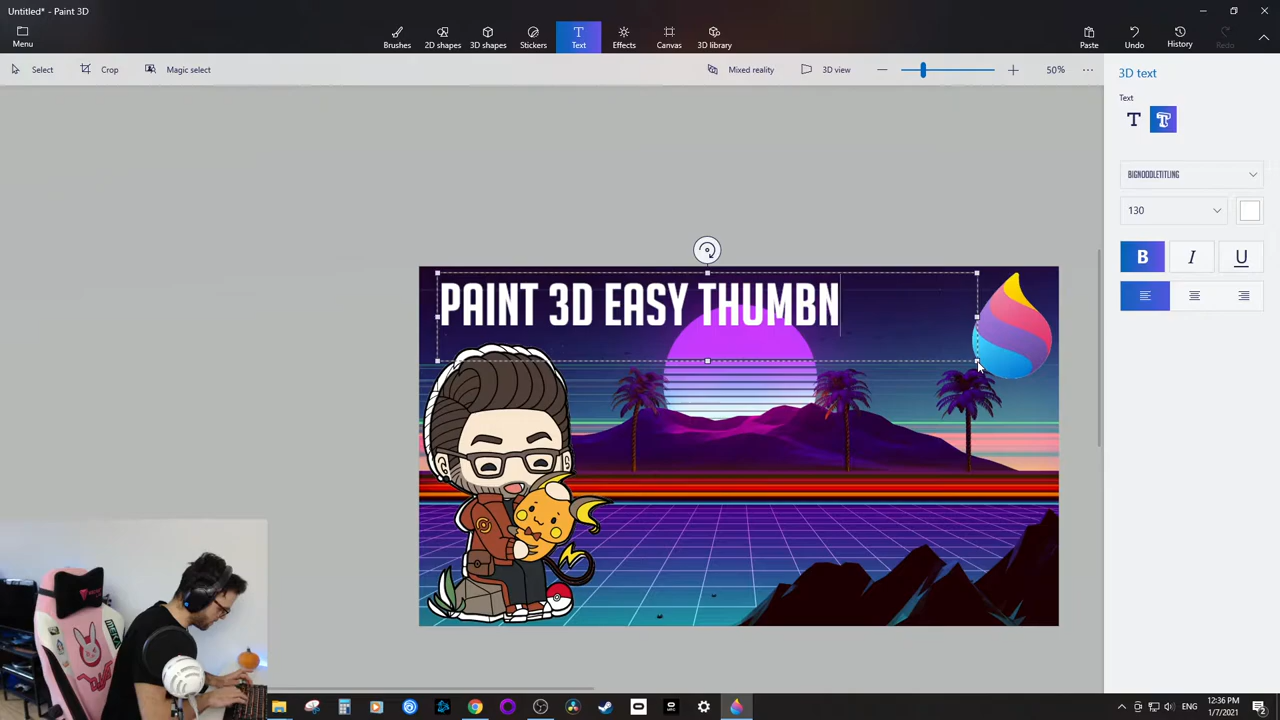 Untitled* - Paint 3D
Menu
Brushes
2D shapes
3D shapes
Stickers
Text
Effects
Canvas
3D library
Paste
Undo
History
Redo
Select
Crop
Magic select
Mixed reality
3D view
50%
3D text
Text
BIGNOODLETITLING
130
B I U
PAINT 3D EASY THUMBN
ENG
12:36 PM
1/7/2021
2